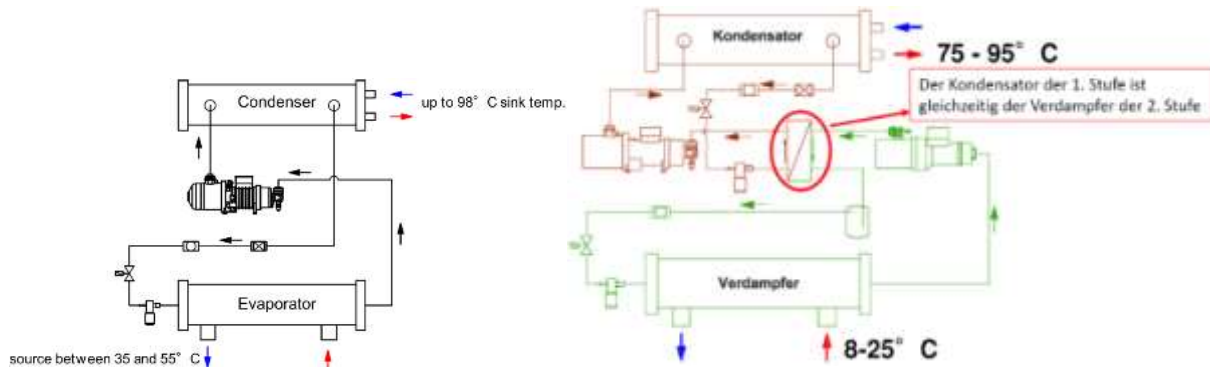 Condenser
up to 98° C sink temp.
Evaporator
source between 35 and 55° C
Kondensator
75 - 95° C
Der Kondensator der 1. Stufe ist
gleichzeitig der Verdampfer der 2. Stufe
Verdampfer
8-25° C